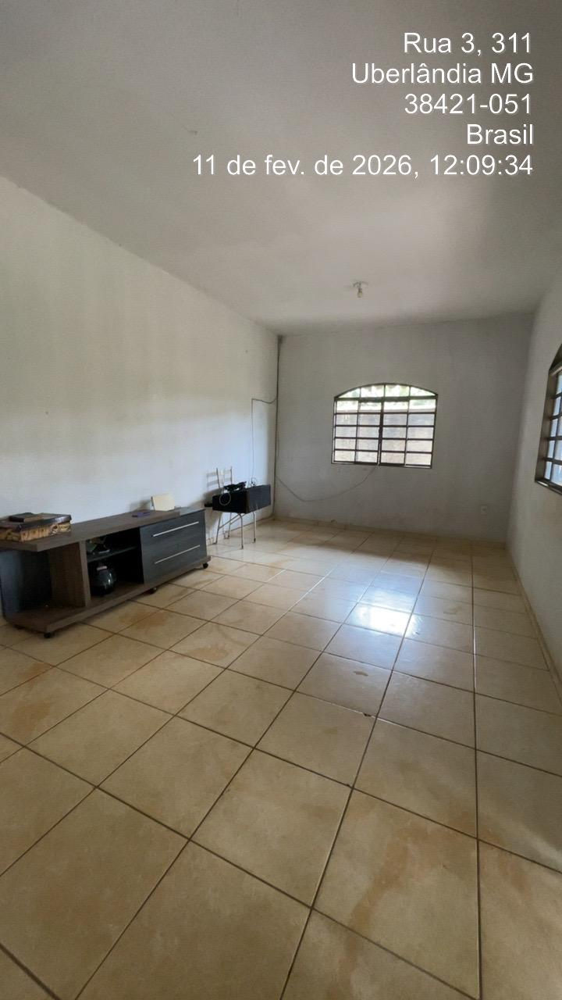 Rua 3, 311
Uberlândia MG
38421-051
Brasil
11 de fev. de 2026, 12:09:34